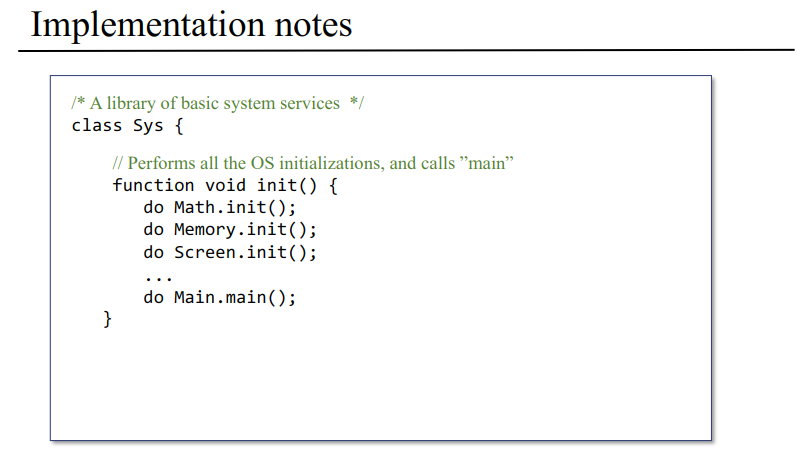 Implementation notes
/* A library of basic system services  */
class Sys {
// Performs all the OS initializations, and calls ”main”
function void init() {
do Math.init();
do Memory.init();
do Screen.init();
...
do Main.main();
}